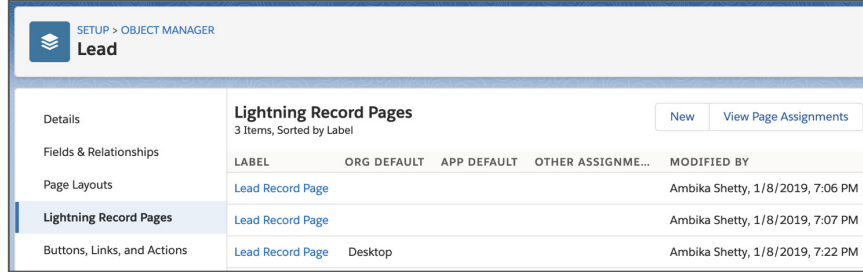 SETUP > OBJECT MANAGER
Lead
Details
Fields & Relationships
Page Layouts
Lightning Record Pages
Buttons, Links, and Actions
Lightning Record Pages
3 Items, Sorted by Label
New View Page Assignments
LABEL ORG DEFAULT APP DEFAULT OTHER ASSIGNME... MODIFIED BY
Lead Record Page Ambika Shetty, 1/8/2019, 7:06 PM
Lead Record Page Ambika Shetty, 1/8/2019, 7:07 PM
Lead Record Page Desktop Ambika Shetty, 1/8/2019, 7:22 PM